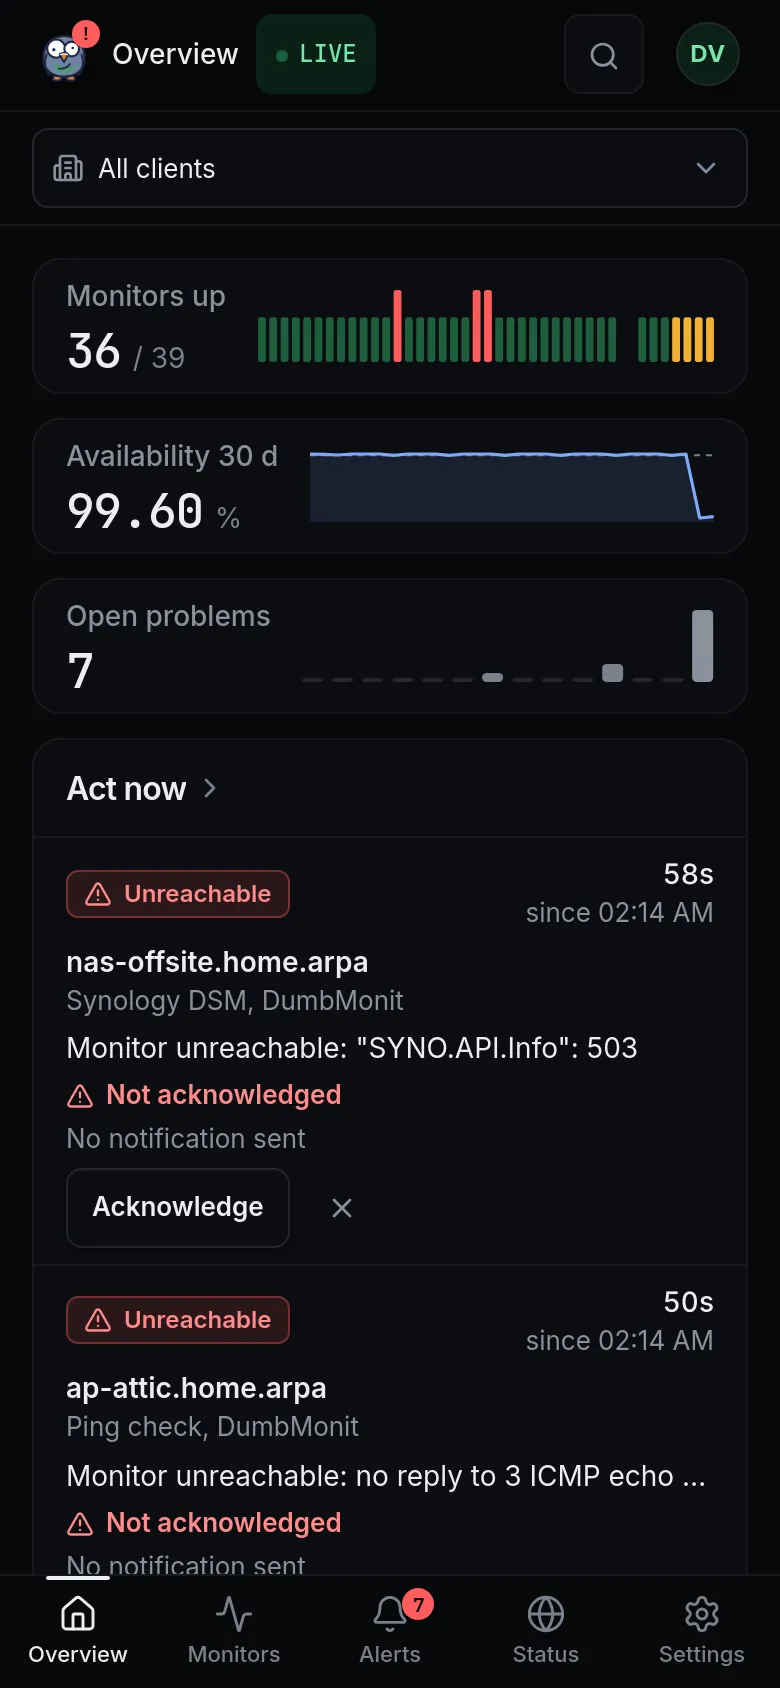 !
Overview
LIVE
DV
All clients
Monitors up
36 / 39
Availability 30 d
99.60 %
Open problems
7
Act now
Unreachable
58s
since 02:14 AM
nas-offsite.home.arpa
Synology DSM, DumbMonit
Monitor unreachable: "SYNO.API.Info": 503
Not acknowledged
No notification sent
Acknowledge
Unreachable
50s
since 02:14 AM
ap-attic.home.arpa
Ping check, DumbMonit
Monitor unreachable: no reply to 3 ICMP echo ...
Not acknowledged
No notification sent
7
Overview
Monitors
Alerts
Status
Settings